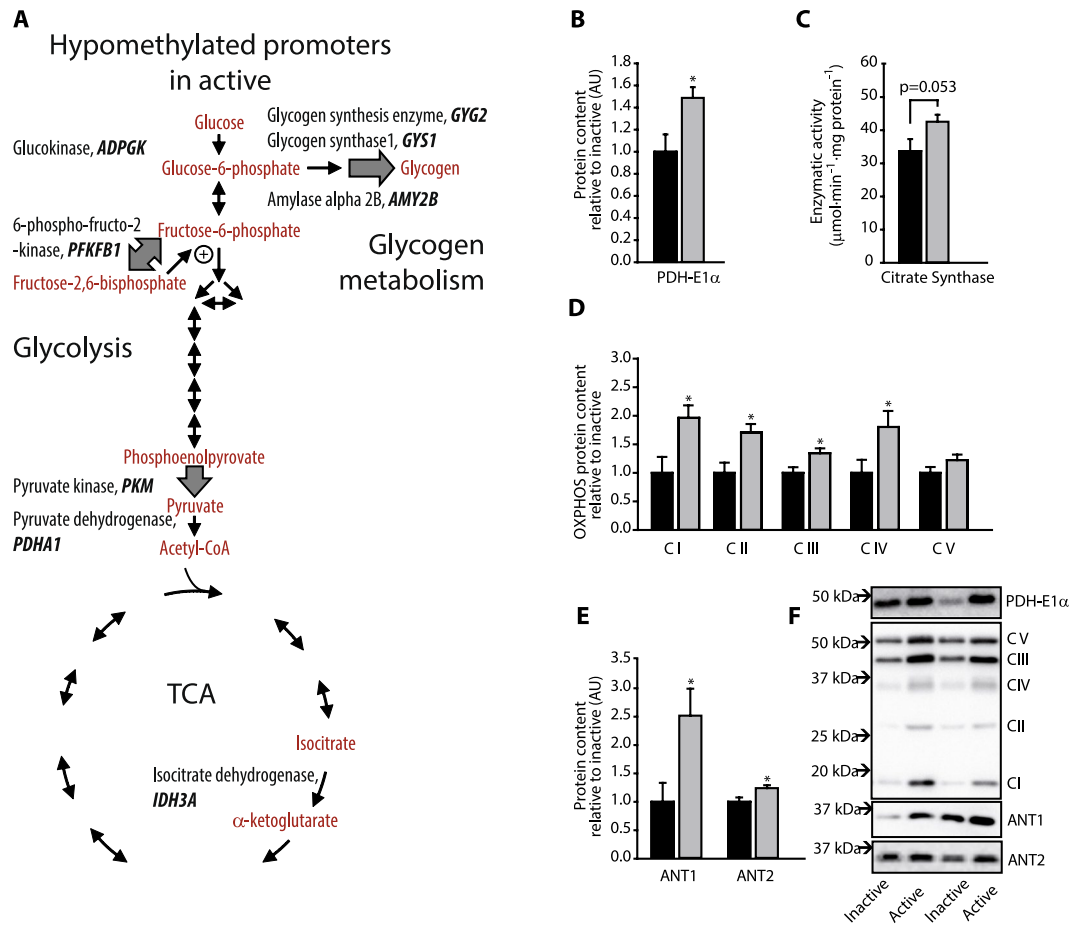 A
Hypomethylated promoters
in active
Glucose
Glucokinase, ADPGK
Glycogen synthesis enzyme, GYG2
Glycogen synthase1, GYS1
Glucose-6-phosphate
Glycogen
Amylase alpha 2B, AMY2B
6-phospho-fructo-2
-kinase, PFKFB1
Fructose-6-phosphate
+
Fructose-2,6-bisphosphate
Glycogen
metabolism
Glycolysis
Phosphoenolpyrovate
Pyruvate kinase, PKM
Pyruvate
Pyruvate dehydrogenase,
PDHA1
Acetyl-CoA
TCA
Isocitrate
Isocitrate dehydrogenase,
IDH3A
α-ketoglutarate
B
Protein content
relative to inactive (AU)
1.8
1.6
1.4
1.2
1.0
0.8
0.6
0.4
0.2
0.0
*
PDH-E1α
C
Enzymatic activity
(μmol·min⁻¹·mg protein⁻¹)
60
50
40
30
20
10
0
p=0.053
Citrate Synthase
D
OXPHOS protein content
relative to inactive
3.0
2.5
2.0
1.5
1.0
0.5
0.0
* * * *
C I C II C III C IV C V
E
Protein content
relative to inactive (AU)
3.5
3.0
2.5
2.0
1.5
1.0
0.5
0.0
* *
ANT1 ANT2
F
50 kDa PDH-E1α
C V
50 kDa
CIII
37 kDa
CIV
CII
25 kDa
20 kDa
CI
37 kDa
ANT1
37 kDa
ANT2
Inactive Active Inactive Active